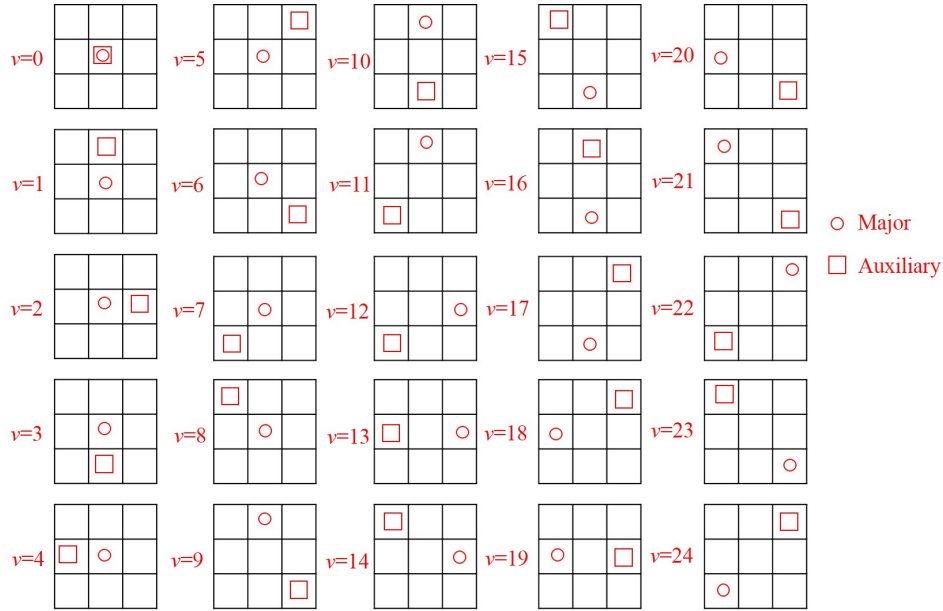 v=0
v=5
v=10
v=15
v=20
v=1
v=6
v=11
v=16
v=21
Major
Auxiliary
v=2
v=7
v=12
v=17
v=22
v=3
v=8
v=13
v=18
v=23
v=4
v=9
v=14
v=19
v=24